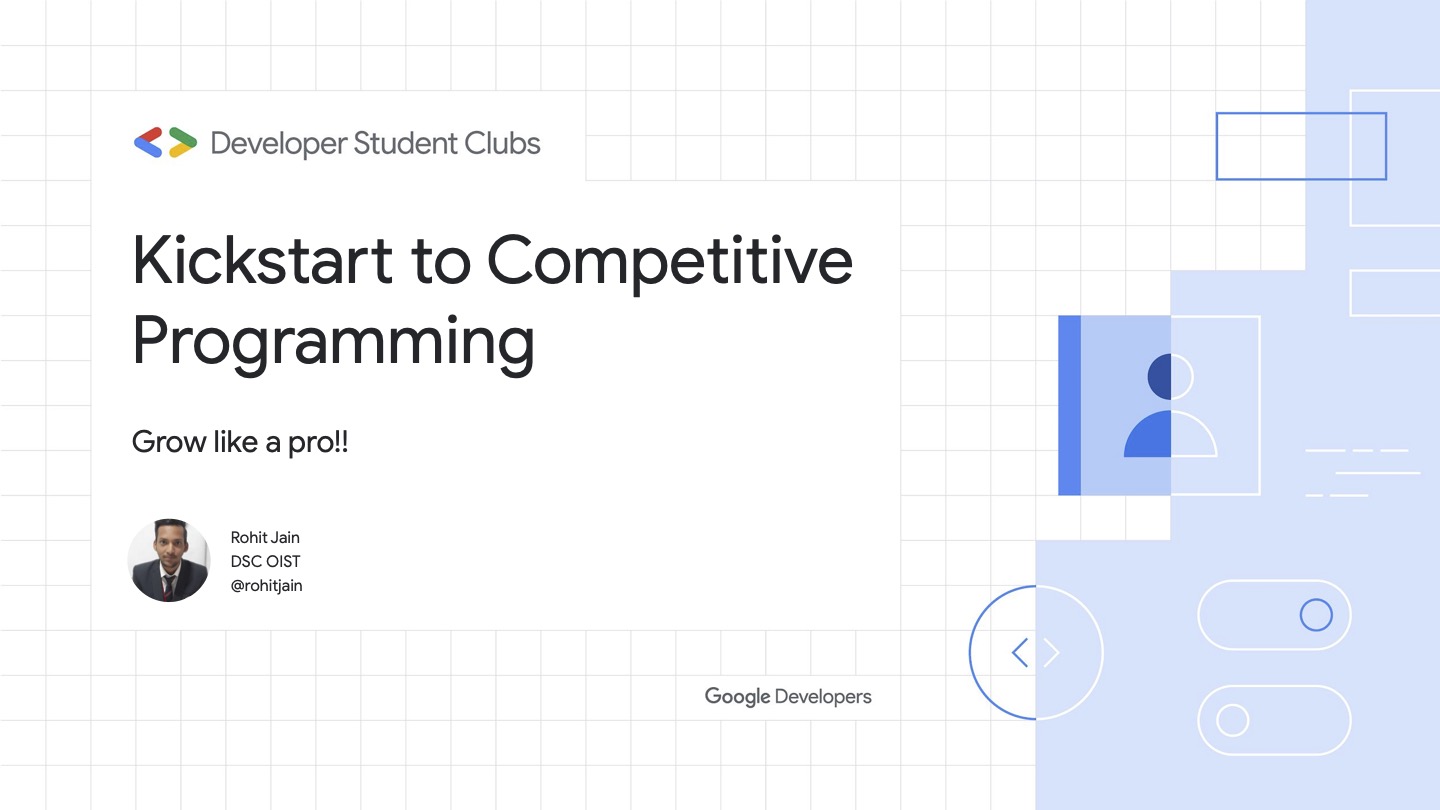 Developer Student Clubs
Kickstart to Competitive
Programming
Grow like a pro!!
Rohit Jain
DSC OIST
@rohitjain
Google Developers